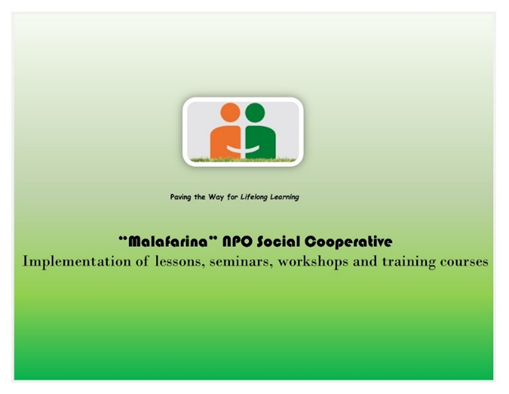 Paving the Way for Lifelong Learning
"Malafarina" NPO Social Cooperative
Implementation of lessons, seminars, workshops and training courses